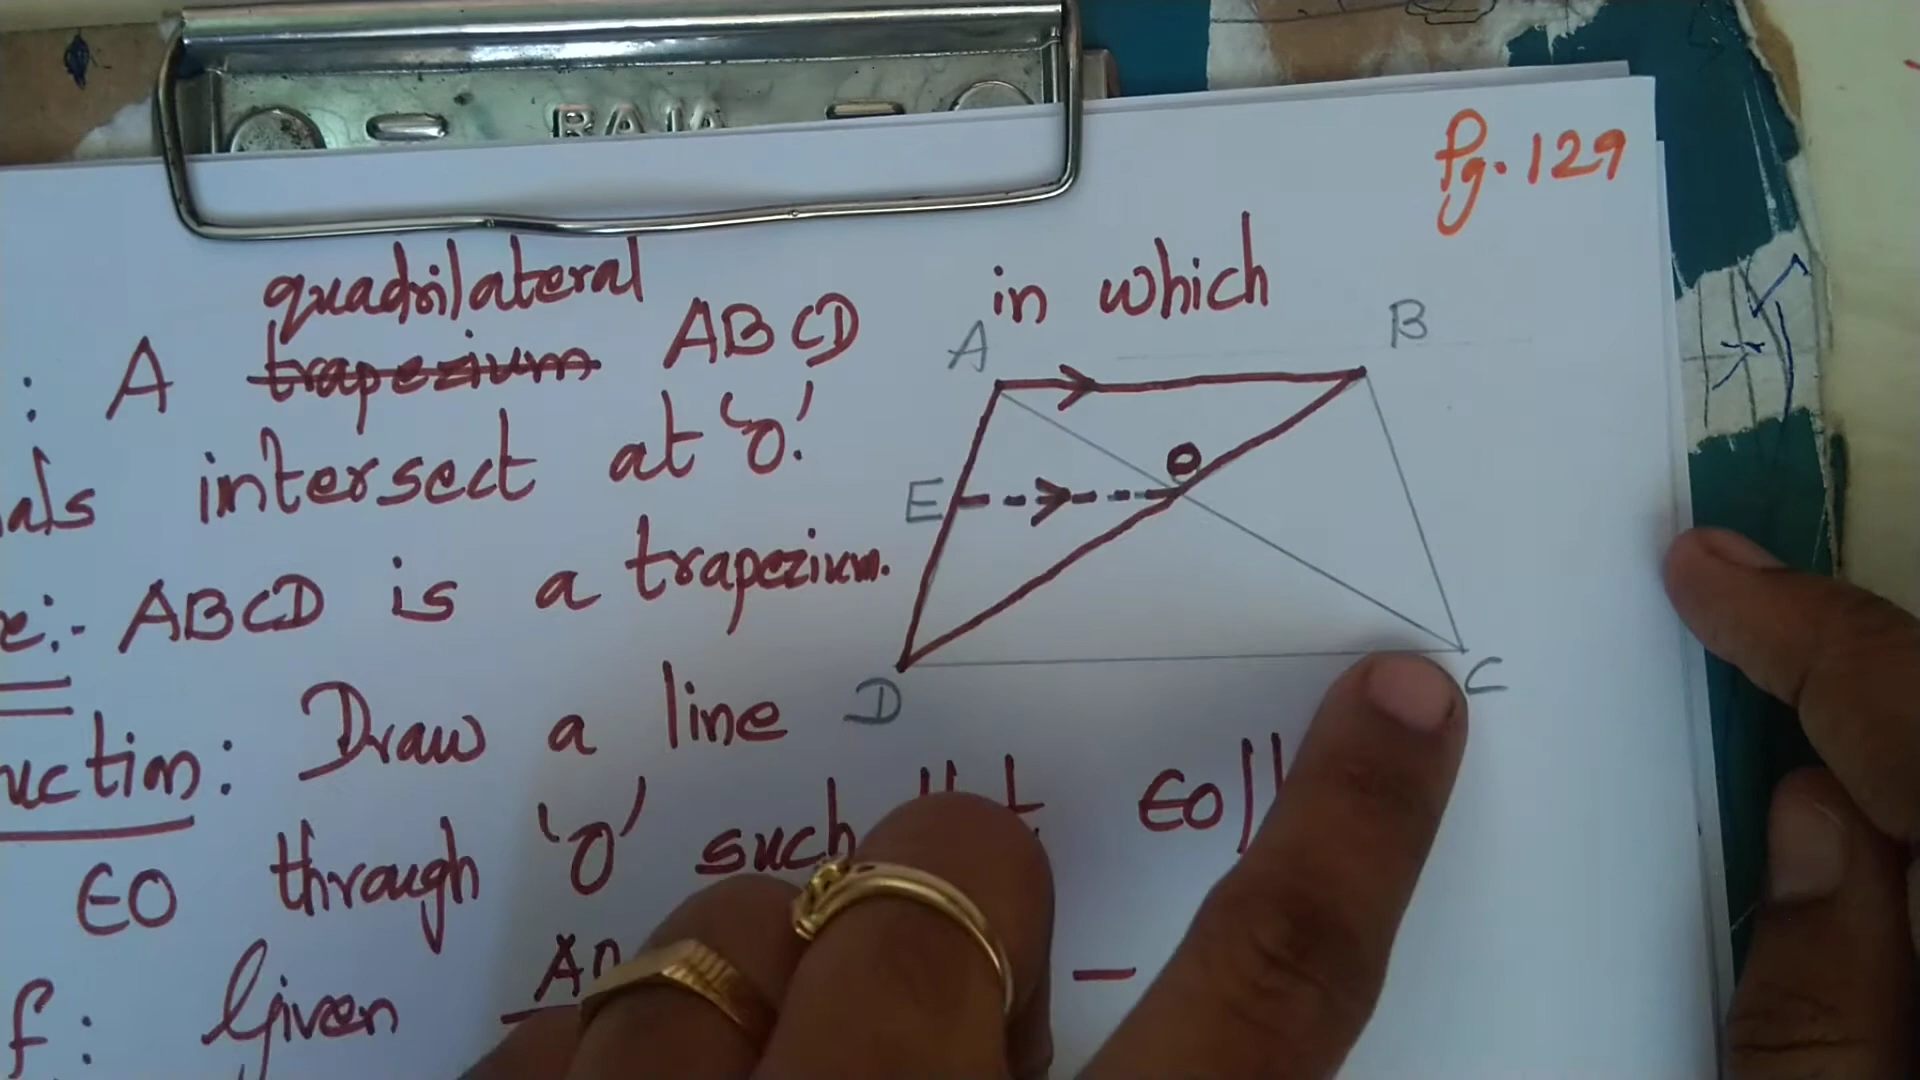 RAJA
Pg. 129
quadrilateral
: A trapezium ABCD in which
als intersect at 'O'.
e:- ABCD is a trapezium.
uction: Draw a line
EO through 'O' such EO||
f: Given
A
B
E
O
D
C